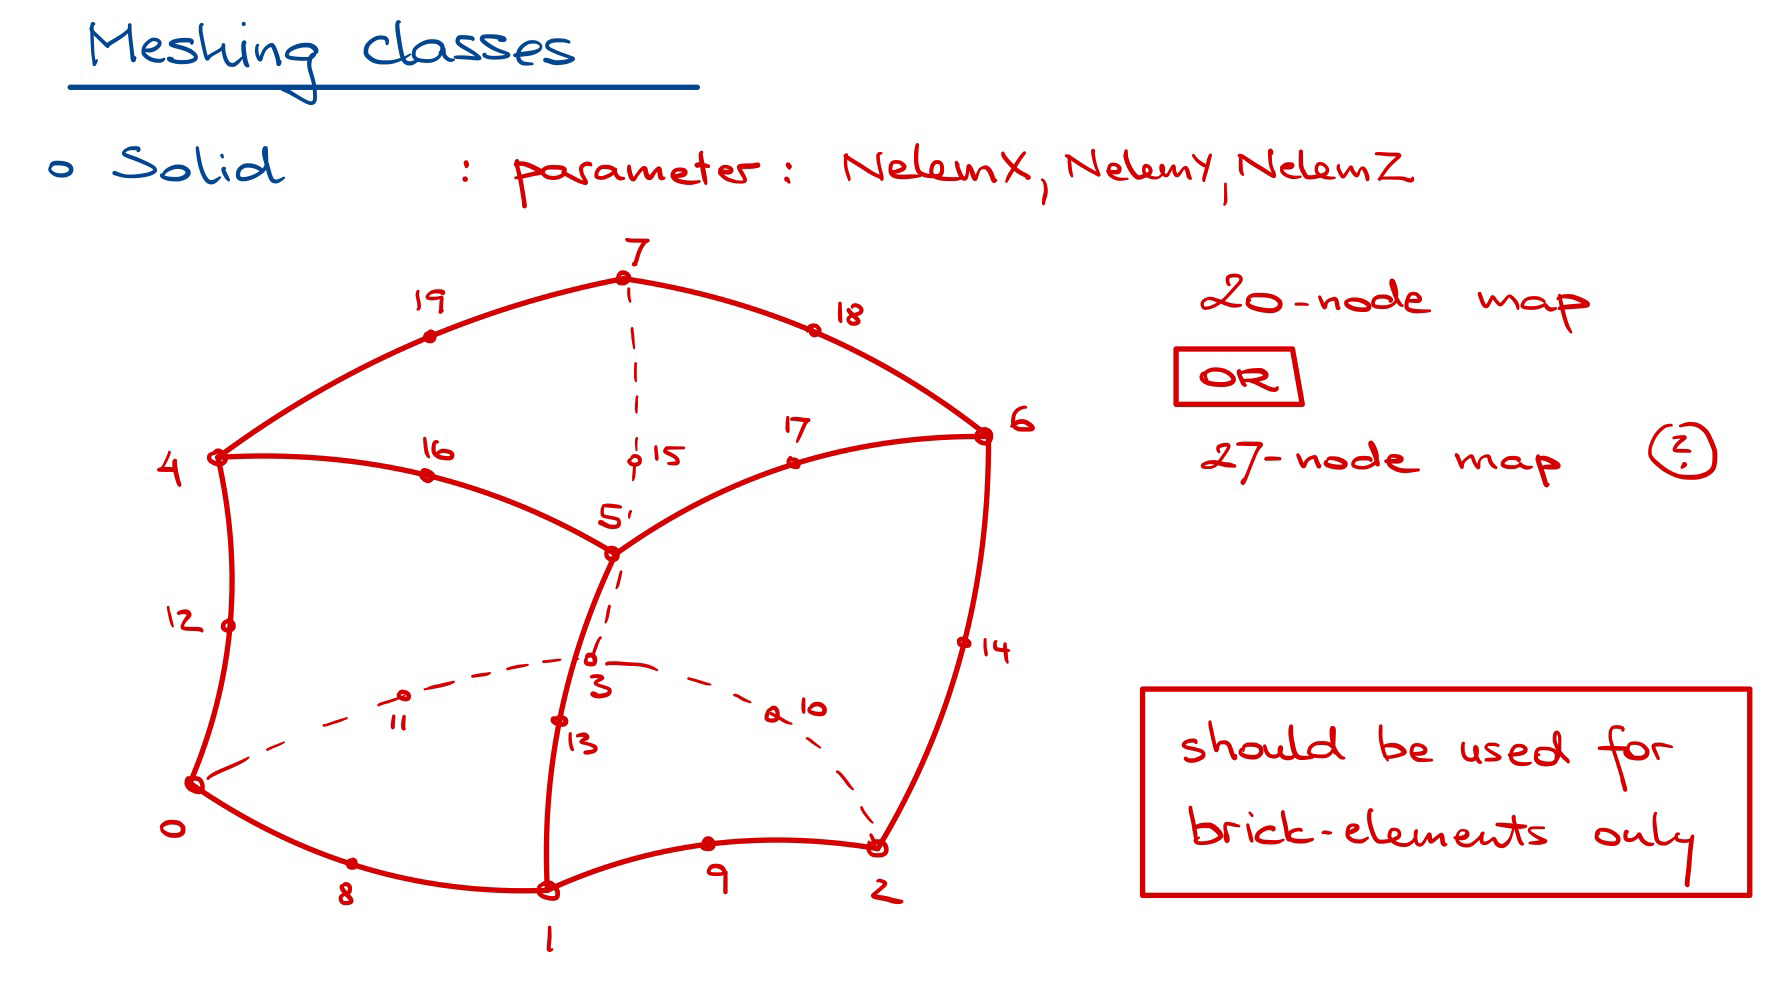 Meshing classes
o Solid : parameter : NelemX, NelemY, NelemZ
7
19
18
20-node map
OR
6
17
16
4
15
27-node map ?
5
12
14
3
11
10
13
should be used for
0
brick-elements only
8
9
2
1